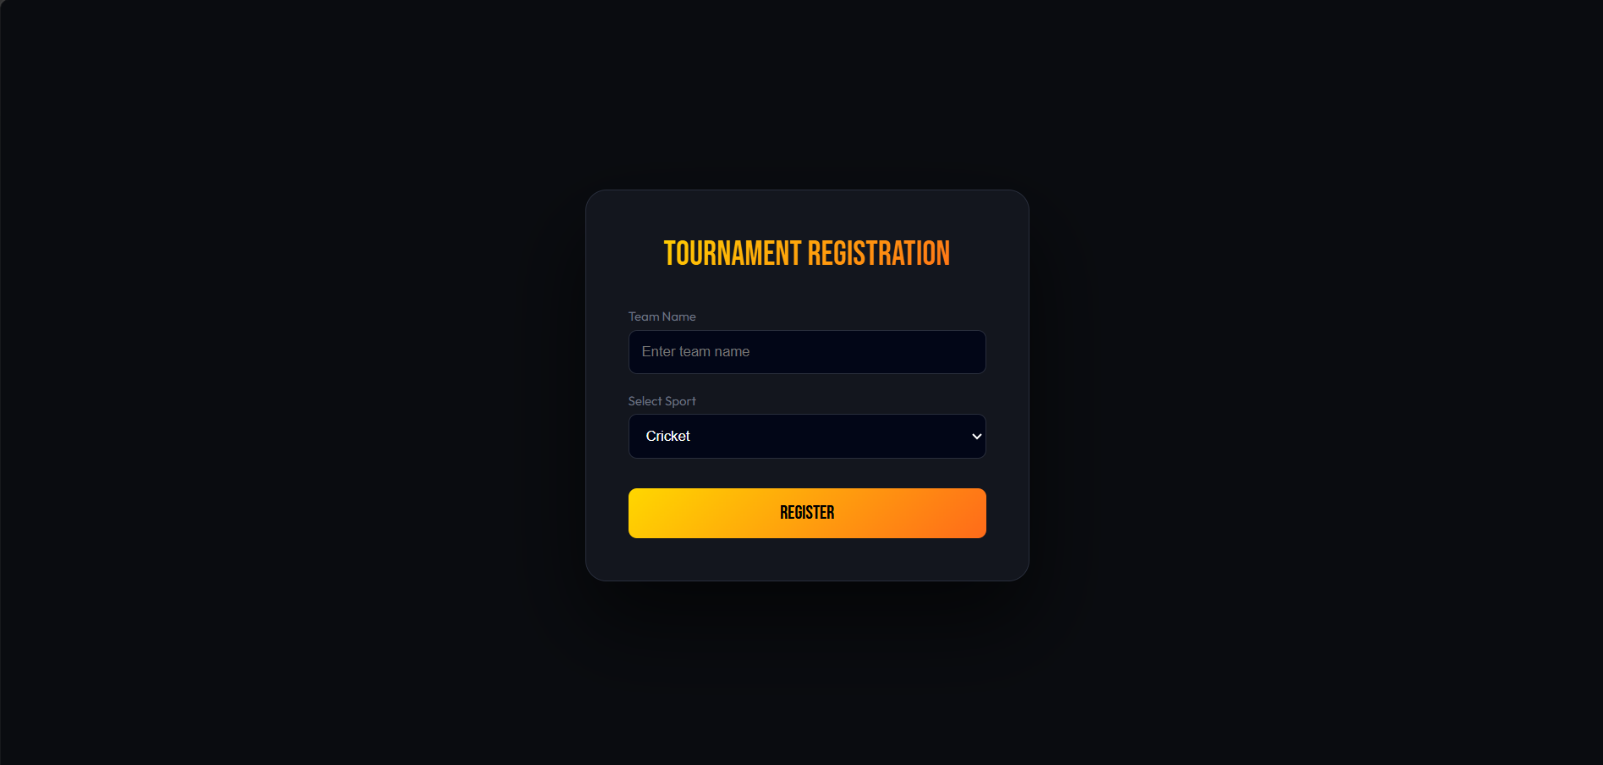 TOURNAMENT REGISTRATION
Team Name
Enter team name
Select Sport
Cricket
REGISTER